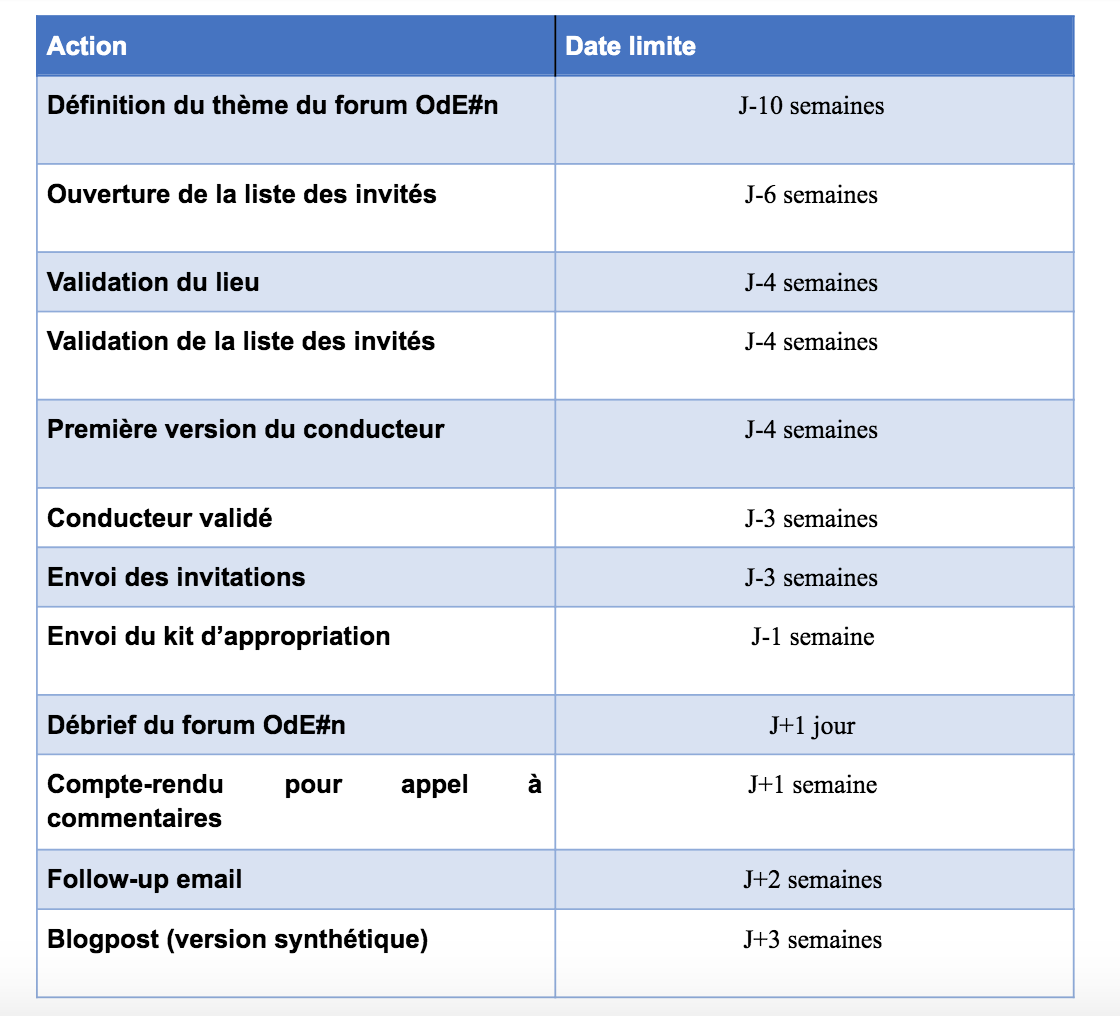 Action Date limite
Définition du thème du forum OdE#n J-10 semaines
Ouverture de la liste des invités J-6 semaines
Validation du lieu J-4 semaines
Validation de la liste des invités J-4 semaines
Première version du conducteur J-4 semaines
Conducteur validé J-3 semaines
Envoi des invitations J-3 semaines
Envoi du kit d’appropriation J-1 semaine
Débrief du forum OdE#n J+1 jour
Compte-rendu pour appel à J+1 semaine
commentaires
Follow-up email J+2 semaines
Blogpost (version synthétique) J+3 semaines